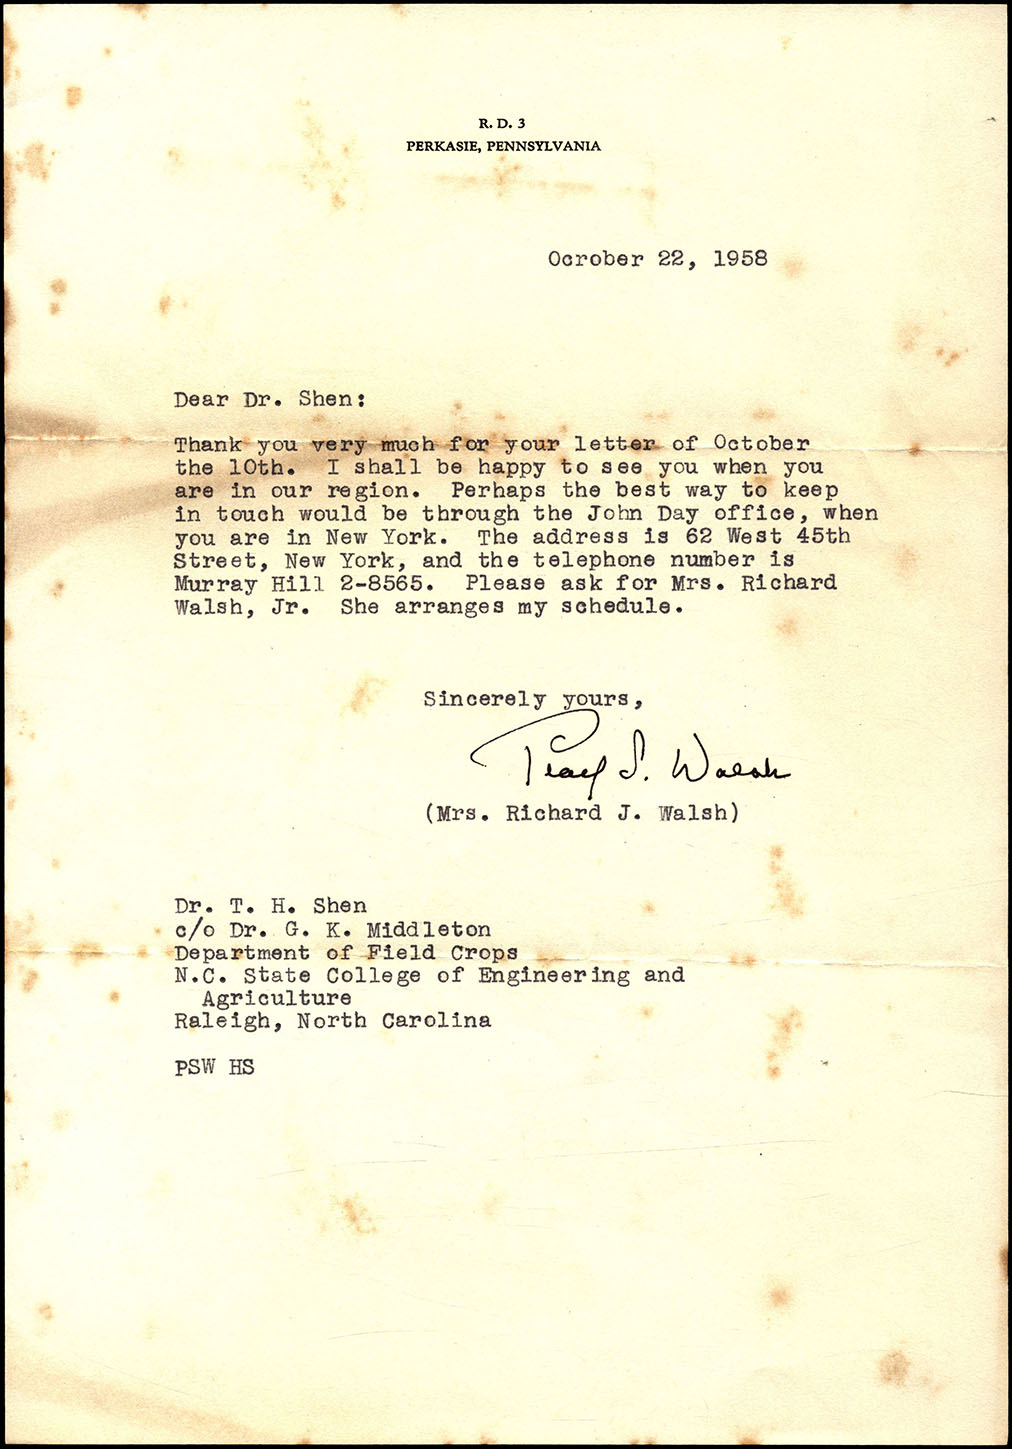 R. D. 3
PERKASIE, PENNSYLVANIA
Ocrober 22, 1958
Dear Dr. Shen:
Thank you very much for your letter of October
the 10th. I shall be happy to see you when you
are in our region. Perhaps the best way to keep
in touch would be through the John Day office, when
you are in New York. The address is 62 West 45th
Street, New York, and the telephone number is
Murray Hill 2-8565. Please ask for Mrs. Richard
Walsh, Jr. She arranges my schedule.
Sincerely yours,
Pearl S. Walsh
(Mrs. Richard J. Walsh)
Dr. T. H. Shen
c/o Dr. G. K. Middleton
Department of Field Crops
N.C. State College of Engineering and
Agriculture
Raleigh, North Carolina
PSW HS